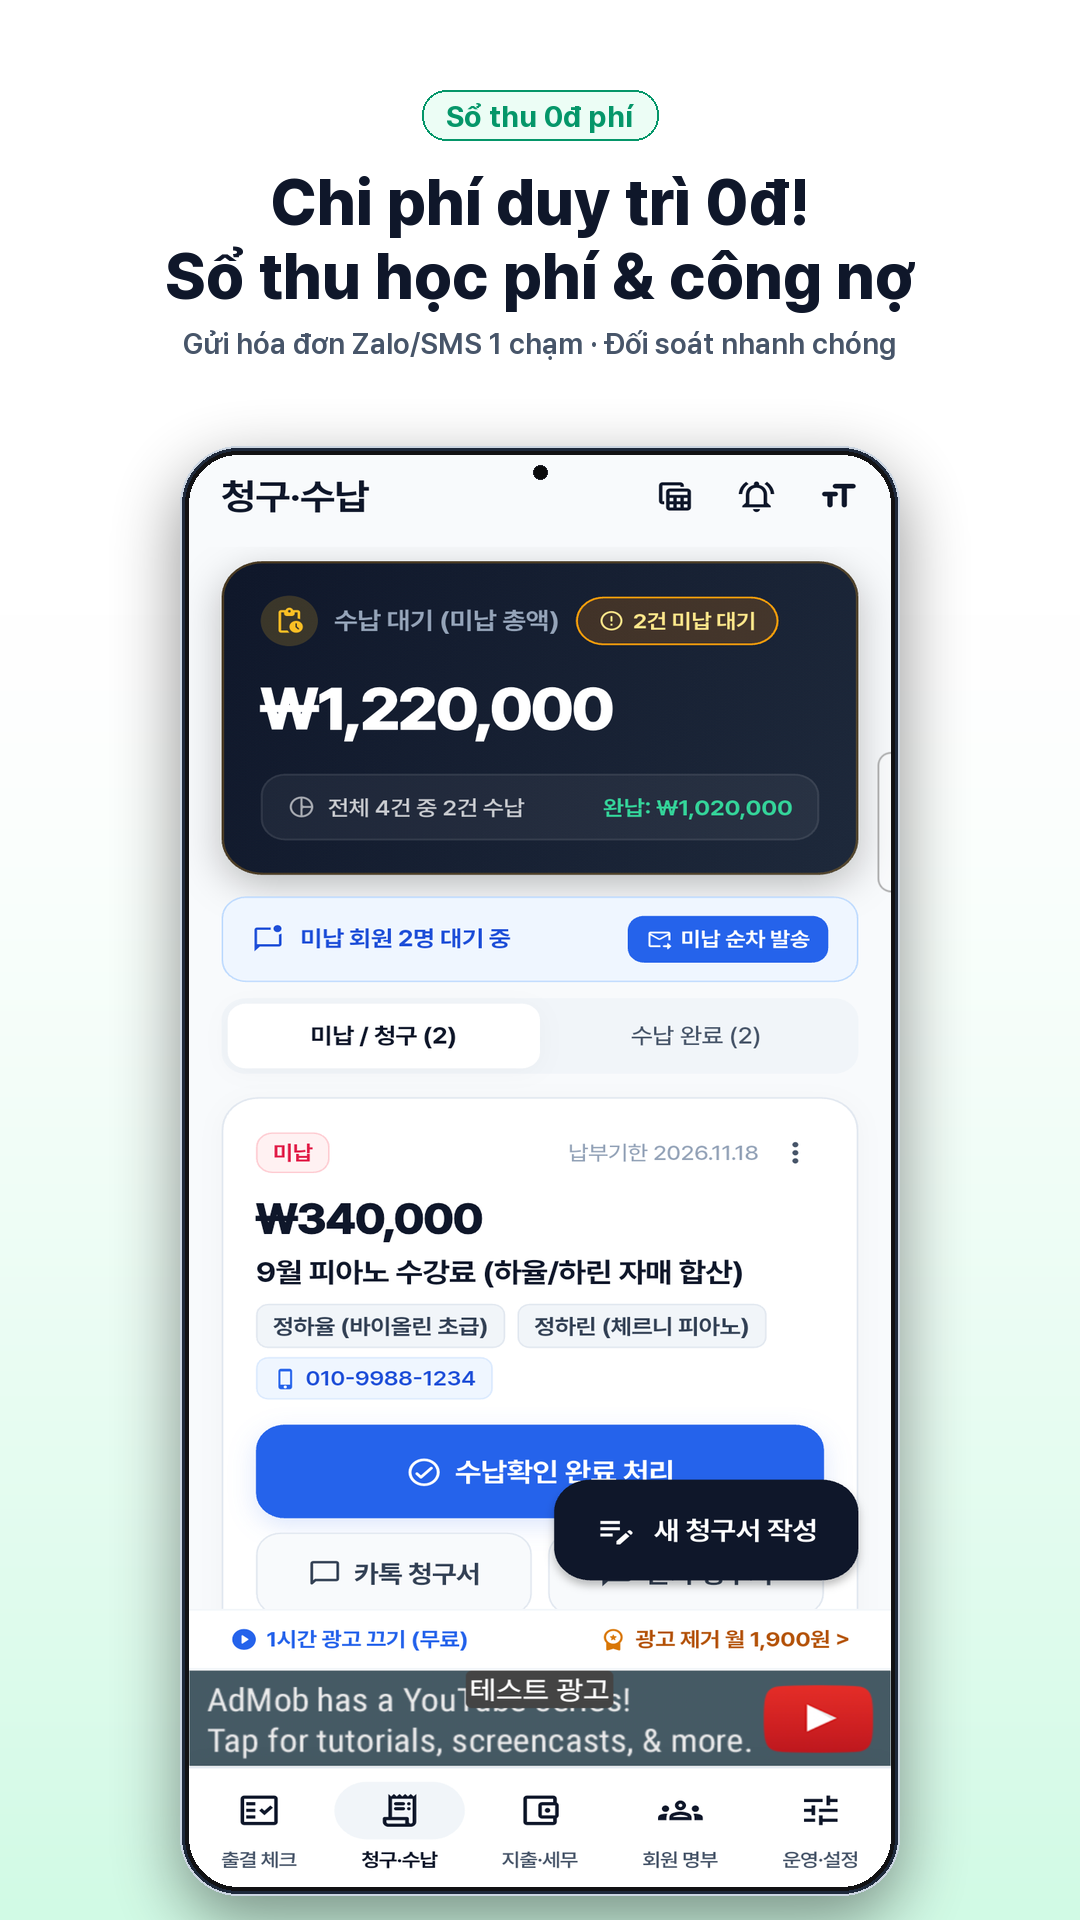 Sổ thu 0đ phí
Chi phí duy trì 0đ!
Sổ thu học phí & công nợ
Gửi hóa đơn Zalo/SMS 1 chạm · Đối soát nhanh chóng
청구·수납
수납 대기 (미납 총액)
2건 미납 대기
₩1,220,000
전체 4건 중 2건 수납
완납: ₩1,020,000
미납 회원 2명 대기 중
미납 순차 발송
미납 / 청구 (2)
수납 완료 (2)
미납
납부기한 2026.11.18
₩340,000
9월 피아노 수강료 (하율/하린 자매 합산)
정하율 (바이올린 초급)
정하린 (체르니 피아노)
010-9988-1234
수납확인 완료 처리
새 청구서 작성
카톡 청구서
1시간 광고 끄기 (무료)
광고 제거 월 1,900원 >
테스트 광고
AdMob has a YouTube series!
Tap for tutorials, screencasts, & more.
출결 체크
청구·수납
지출·세무
회원 명부
운영·설정